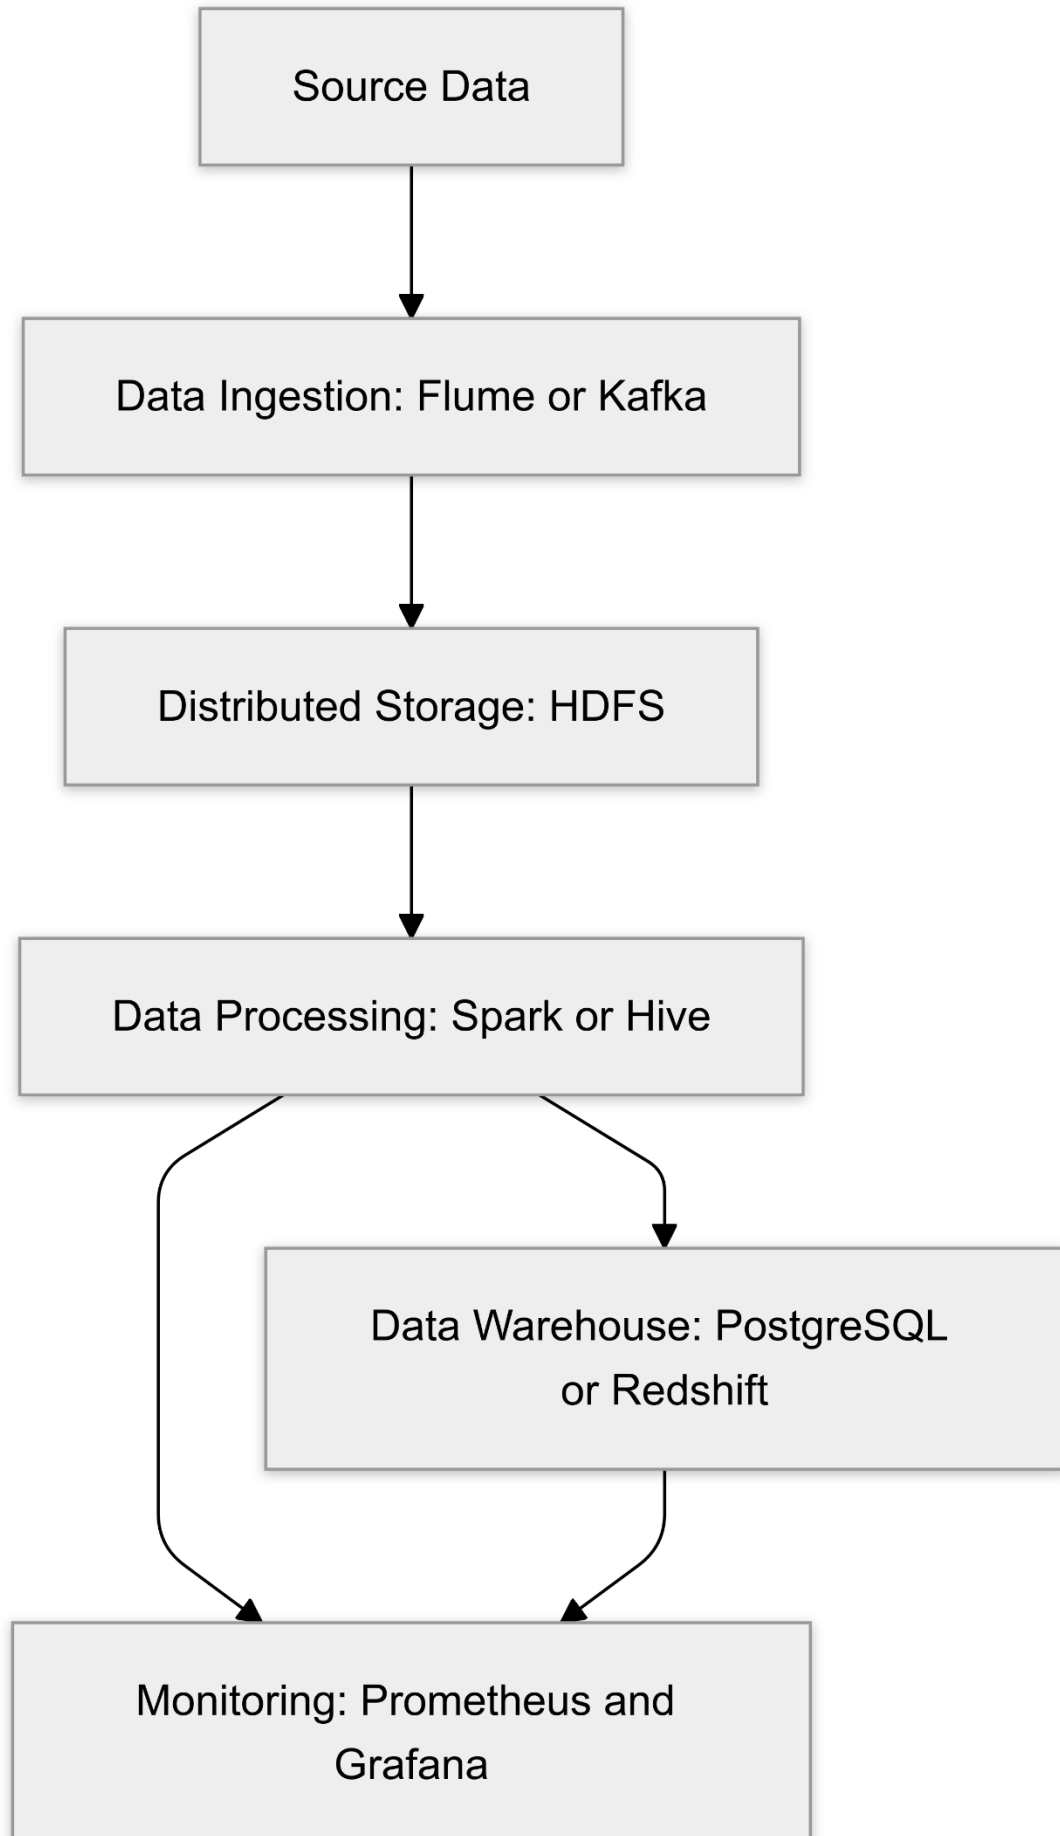 Source Data
Data Ingestion: Flume or Kafka
Distributed Storage: HDFS
Data Processing: Spark or Hive
Data Warehouse: PostgreSQL
or Redshift
Monitoring: Prometheus and
Grafana